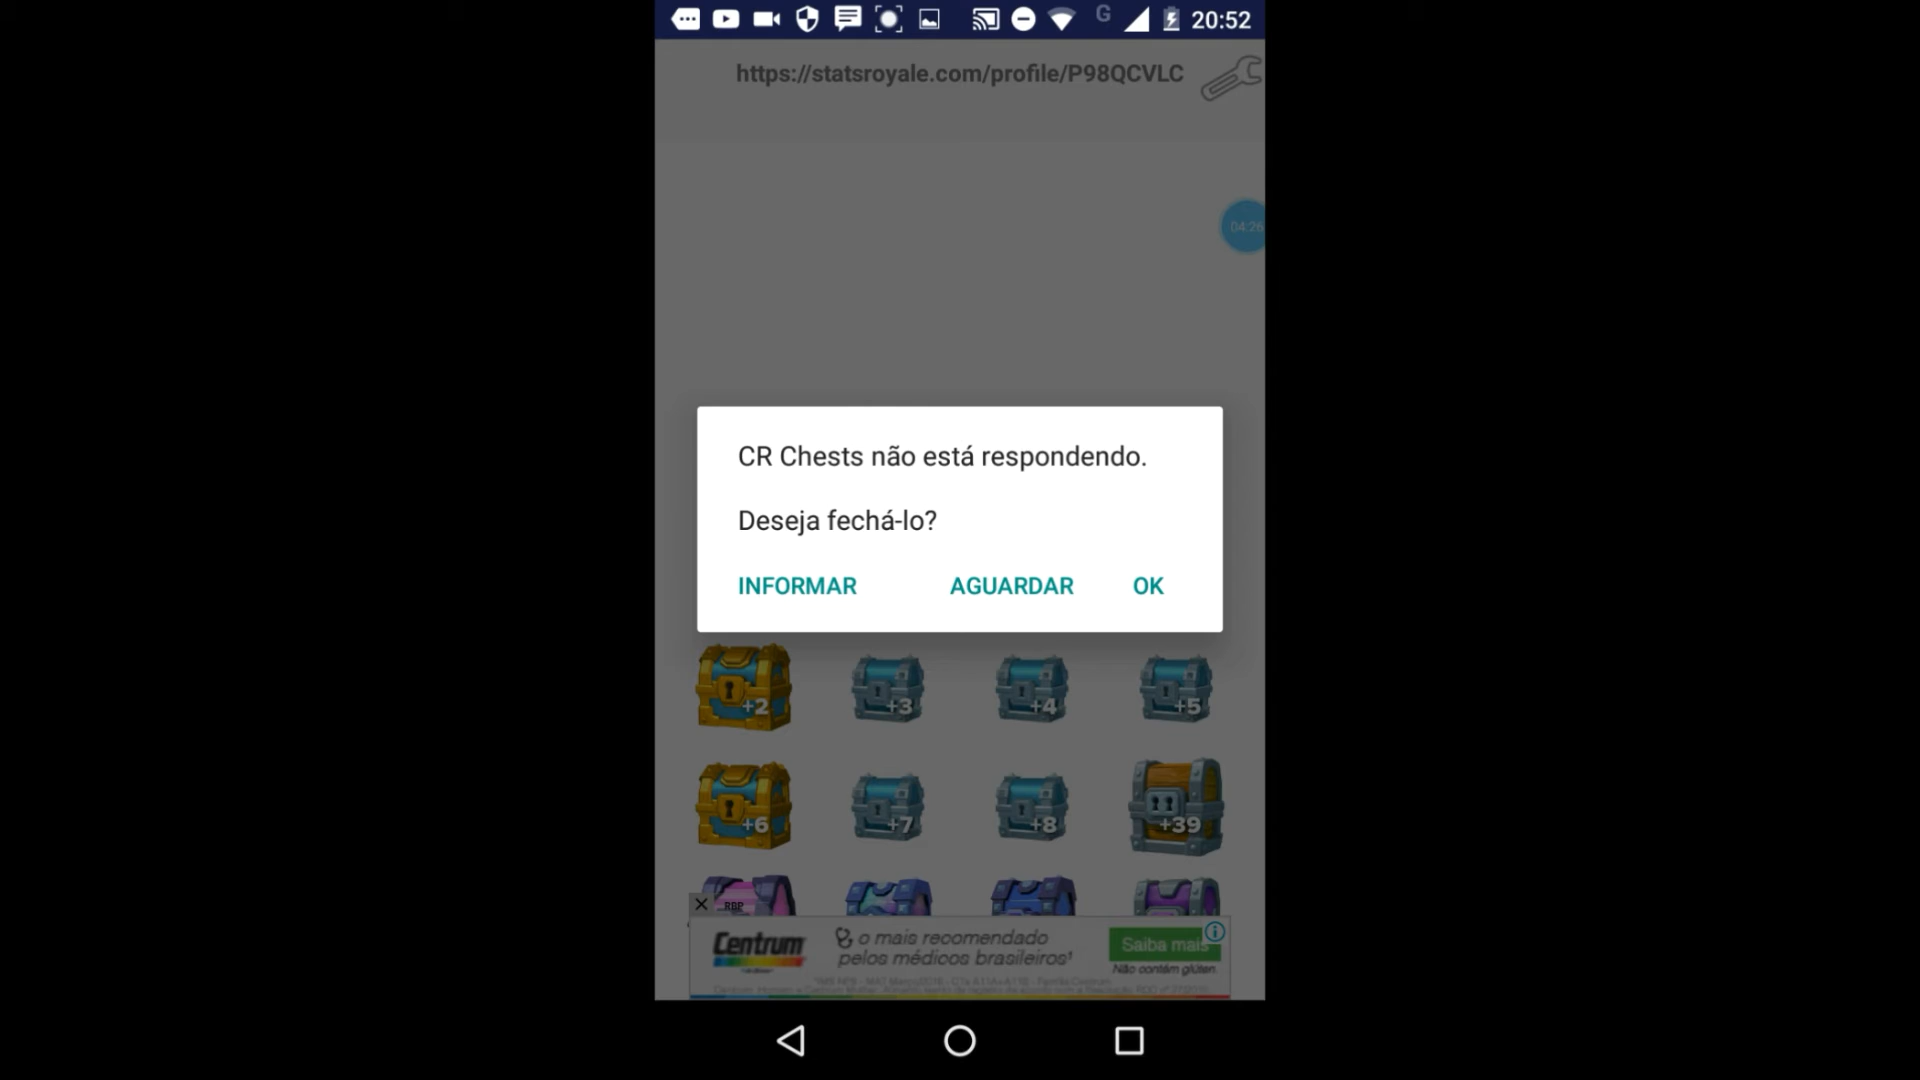 G 20:52
https://statsroyale.com/profile/P98QCVLC
04:26
CR Chests não está respondendo.
Deseja fechá-lo?
INFORMAR AGUARDAR OK
+2 +3 +4 +5
+6 +7 +8 +39
RBP
Centrum
o mais recomendado
pelos médicos brasileiros¹
Saiba mais
Não contém glúten.